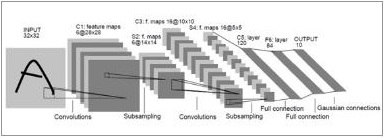 INPUT
32x32
C1: feature maps
6@28x28
S2: f. maps
6@14x14
C3: f. maps 16@10x10
S4: f. maps 16@5x5
C5: layer
120
F6: layer
84
OUTPUT
10
Convolutions
Subsampling
Convolutions
Subsampling
Full connection
Full connection
Gaussian connections